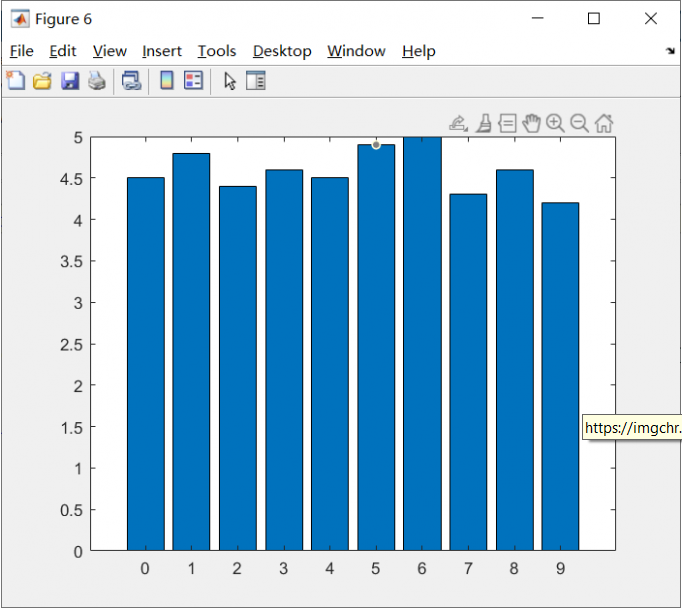 Figure 6
File Edit View Insert Tools Desktop Window Help
5
4.5
4
3.5
3
2.5
2
1.5
1
0.5
0
0 1 2 3 4 5 6 7 8 9
https://imgchr.